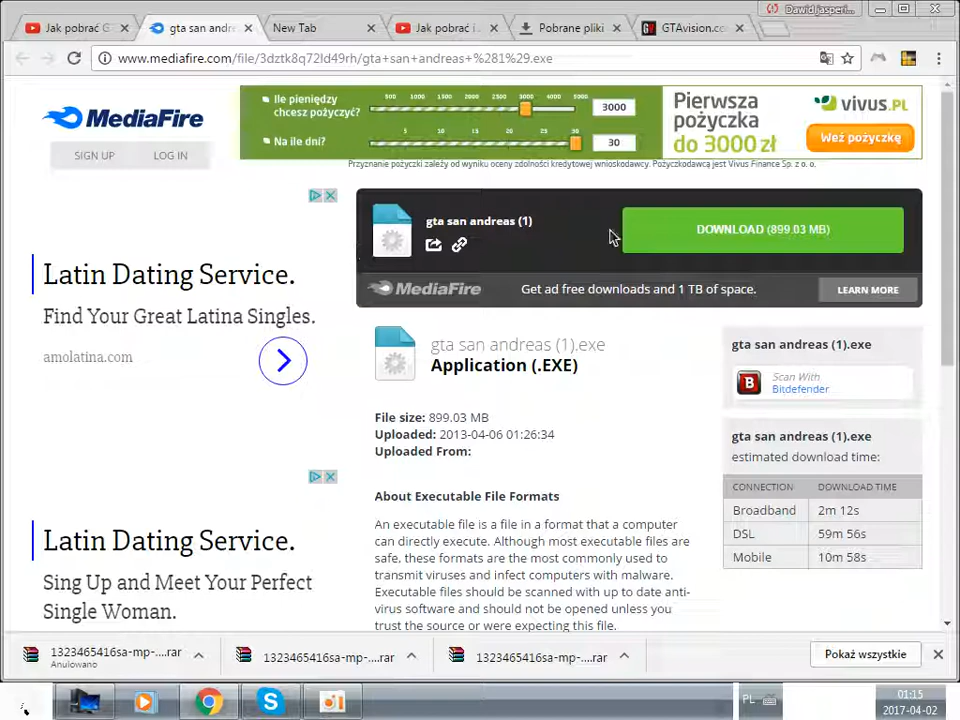 Dawid jasperi...
Jak pobrać G
gta san andre
New Tab
Jak pobrać i
Pobrane pliki
GTAvision.co
www.mediafire.com/file/3dztk8q72ld49rh/gta+san+andreas+%281%29.exe
MediaFire
SIGN UP
LOG IN
Ile pieniędzy
chcesz pożyczyć?
500 1000 2000 3000 4000 5000
3000
Na ile dni?
5 10 15 20 25 30
30
Pierwsza
pożyczka
do 3000 zł
vivus.PL
Weź pożyczkę
Przyznanie pożyczki zależy od wyniku oceny zdolności kredytowej wnioskodawcy. Pożyczkodawcą jest Vivus Finance Sp. z o. o.
Latin Dating Service.
Find Your Great Latina Singles.
amolatina.com
Latin Dating Service.
Sing Up and Meet Your Perfect
Single Woman.
gta san andreas (1)
DOWNLOAD (899.03 MB)
MediaFire
Get ad free downloads and 1 TB of space.
LEARN MORE
gta san andreas (1).exe
Application (.EXE)
File size: 899.03 MB
Uploaded: 2013-04-06 01:26:34
Uploaded From:
About Executable File Formats
An executable file is a file in a format that a computer
can directly execute. Although most executable files are
safe, these formats are the most commonly used to
transmit viruses and infect computers with malware.
Executable files should be scanned with up to date anti-
virus software and should not be opened unless you
trust the source or were expecting this file.
gta san andreas (1).exe
B
Scan With
Bitdefender
gta san andreas (1).exe
estimated download time:
CONNECTION DOWNLOAD TIME
Broadband 2m 12s
DSL 59m 56s
Mobile 10m 58s
1323465416sa-mp-....rar
Anulowano
1323465416sa-mp-....rar
1323465416sa-mp-....rar
Pokaż wszystkie
PL
01:15
2017-04-02